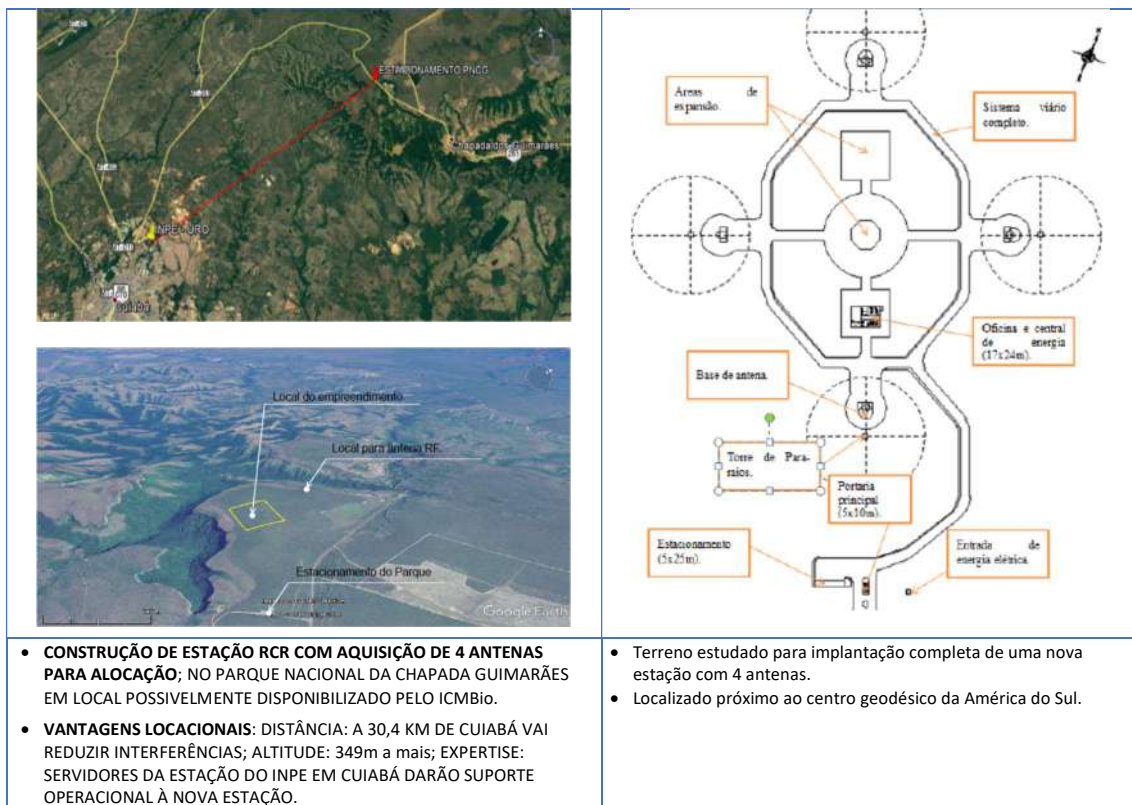 ESTACIONAMENTO PNCG
Chapada dos Guimarães
Cuiabá
Local do empreendimento
Local para antena RF.
Estacionamento do Parque
Google Earth
Areas de
expansão.
Sistema viário
completo.
Oficina e central
de energia
(17x24m).
Base de antena.
Torre de Para-
raios.
Portaria
principal
(5x10m).
Estacionamento
(5x25m).
Entrada de
energia elétrica
• CONSTRUÇÃO DE ESTAÇÃO RCR COM AQUISIÇÃO DE 4 ANTENAS
PARA ALOCAÇÃO; NO PARQUE NACIONAL DA CHAPADA GUIMARÃES
EM LOCAL POSSIVELMENTE DISPONIBILIZADO PELO ICMBio.
• VANTAGENS LOCACIONAIS: DISTÂNCIA: A 30,4 KM DE CUIABÁ VAI
REDUZIR INTERFERÊNCIAS; ALTITUDE: 349m a mais; EXPERTISE:
SERVIDORES DA ESTAÇÃO DO INPE EM CUIABÁ DARÃO SUPORTE
OPERACIONAL À NOVA ESTAÇÃO.
• Terreno estudado para implantação completa de uma nova
estação com 4 antenas.
• Localizado próximo ao centro geodésico da América do Sul.